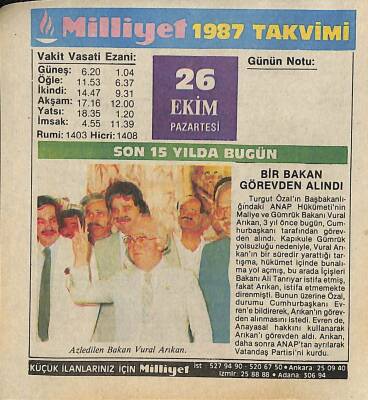 Milliyet 1987 TAKVİMİ
Vakit Vasati Ezani:
Güneş: 6.20 1.04
Öğle: 11.53 6.37
İkindi: 14.47 9.31
Akşam: 17.16 12.00
Yatsı: 18.35 1.20
İmsak: 4.55 11.39
Rumi: 1403 Hicri: 1408
26
EKİM
PAZARTESİ
Günün Notu:
SON 15 YILDA BUGÜN
BİR BAKAN
GÖREVDEN ALINDI
Turgut Özal'ın Başbakanlı-
ğındaki ANAP Hükümeti'nin
Maliye ve Gümrük Bakanı Vural
Arıkan, 3 yıl önce bugün, Cum-
hurbaşkanı tarafından görev-
den alındı. Kapıkule Gümrük
yolsuzluğu nedeniyle, Vural Arı-
kan'ın bir süredir yarattığı tar-
tışma, hükümet içinde bunalı-
ma yol açmış, bu arada İçişleri
Bakanı Ali Tanrıyar istifa etmiş,
fakat Arıkan, istifa etmemekte
direnmişti. Bunun üzerine Özal,
durumu Cumhurbaşkanı Ev-
ren'e bildirerek, Arıkan'ın görev-
den alınmasını istedi. Evren de,
Anayasal hakkını kullanarak
Arıkan'ı görevden aldı. Arıkan,
daha sonra ANAP'tan ayrılarak
Vatandaş Partisi'ni kurdu.
Azledilen Bakan Vural Arıkan.
KÜÇÜK İLANLARINIZ İÇİN Milliyet İst : 527 94 90 - 520 67 50 • Ankara: 25 09 40
İzmir: 25 88 88 • Adana: 306 94